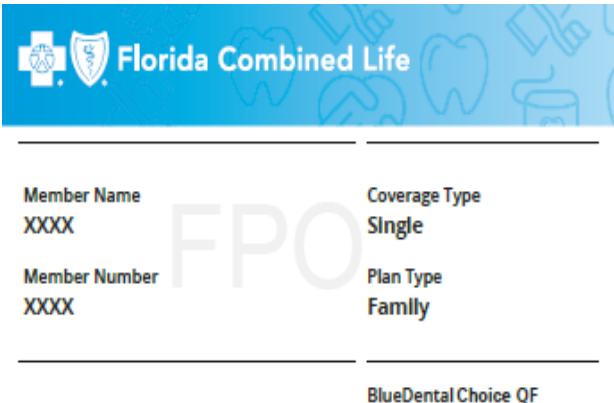 Florida Combined Life
Member Name
XXXX
Member Number
XXXX
FPO
Coverage Type
Single
Plan Type
Family
BlueDental Choice QF